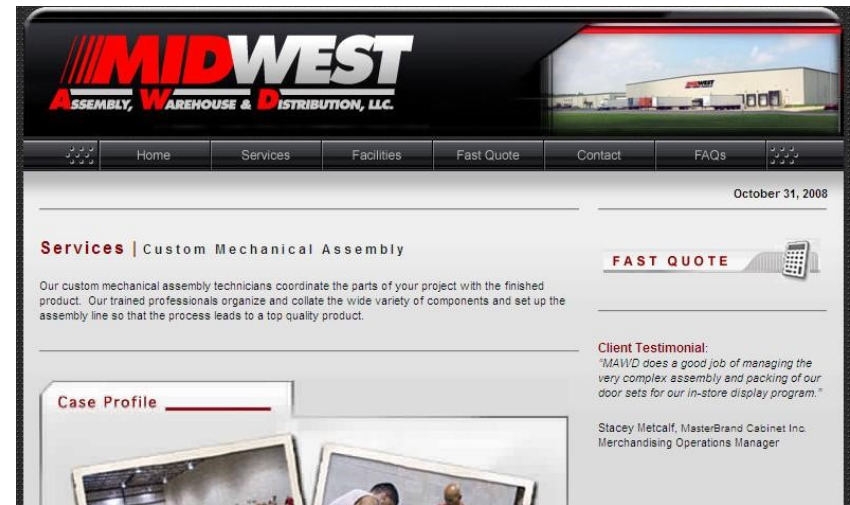 MIDWEST
ASSEMBLY, WAREHOUSE & DISTRIBUTION, LLC.
MIDWEST
Home Services Facilities Fast Quote Contact FAQs
October 31, 2008
Services | Custom Mechanical Assembly
Our custom mechanical assembly technicians coordinate the parts of your project with the finished
product. Our trained professionals organize and collate the wide variety of components and set up the
assembly line so that the process leads to a top quality product.
FAST QUOTE
Client Testimonial:
"MAWD does a good job of managing the
very complex assembly and packing of our
door sets for our in-store display program."
Stacey Metcalf, MasterBrand Cabinet Inc.
Merchandising Operations Manager
Case Profile